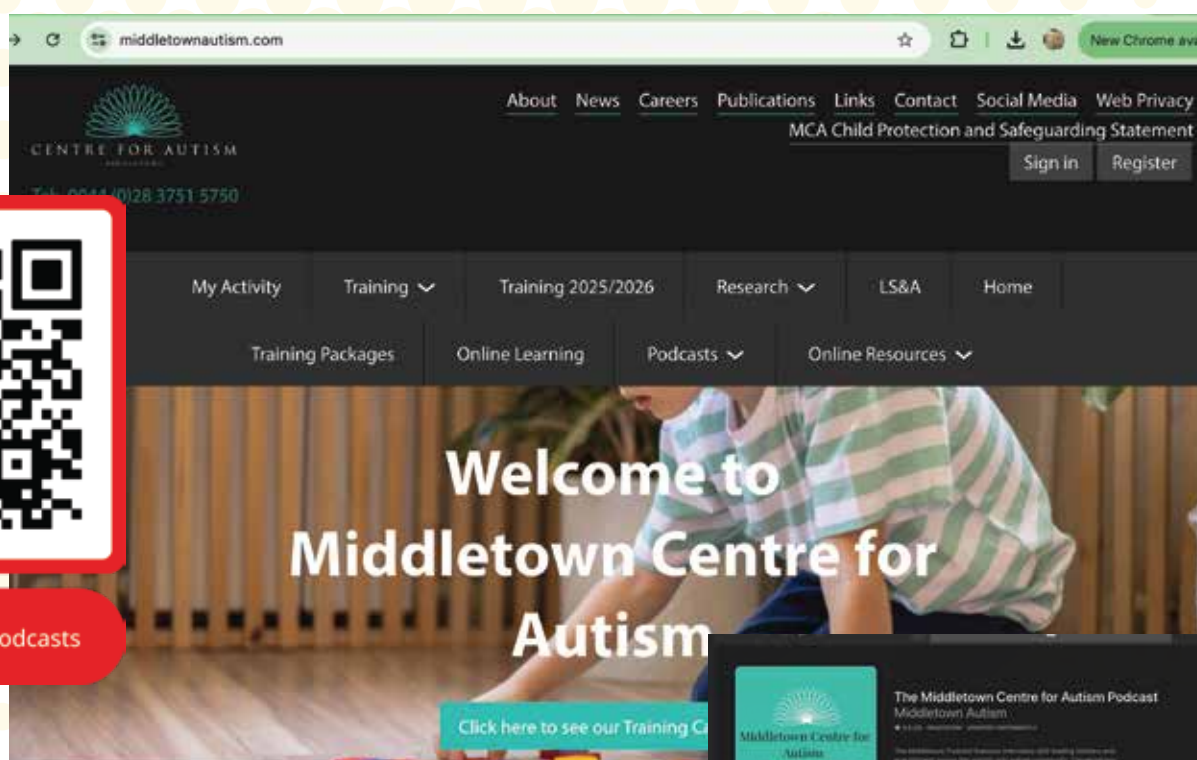 middletownautism.com
New Chrome ava
About News Careers Publications Links Contact Social Media Web Privacy
MCA Child Protection and Safeguarding Statement
Sign in Register
CENTRE FOR AUTISM
Tel: 0044 (0)28 3751 5750
My Activity Training Training 2025/2026 Research LS&A Home
Training Packages Online Learning Podcasts Online Resources
Welcome to
Middletown Centre for
Autism
odcasts
Click here to see our Training Ca
Middletown Centre for
Autism
The Middletown Centre for Autism Podcast
Middletown Autism